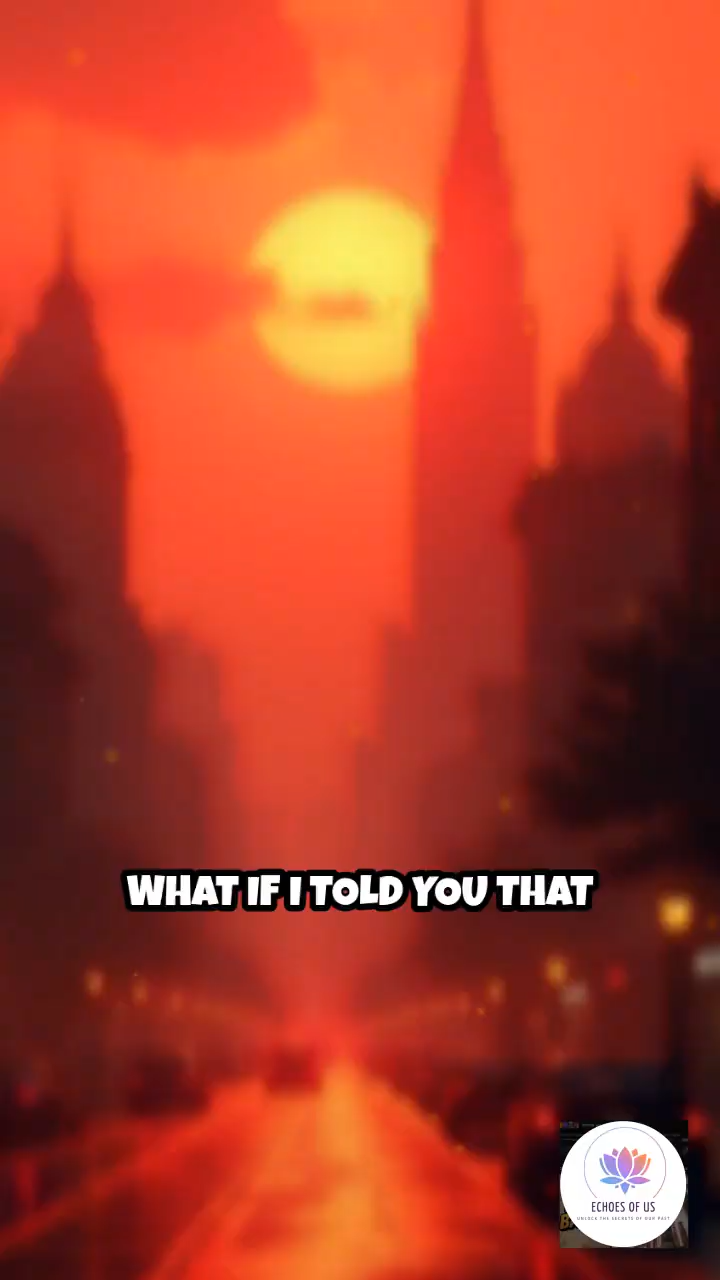 WHAT IF I TOLD YOU THAT
ECHOES OF US
UNLOCK THE SECRETS OF OUR PAST